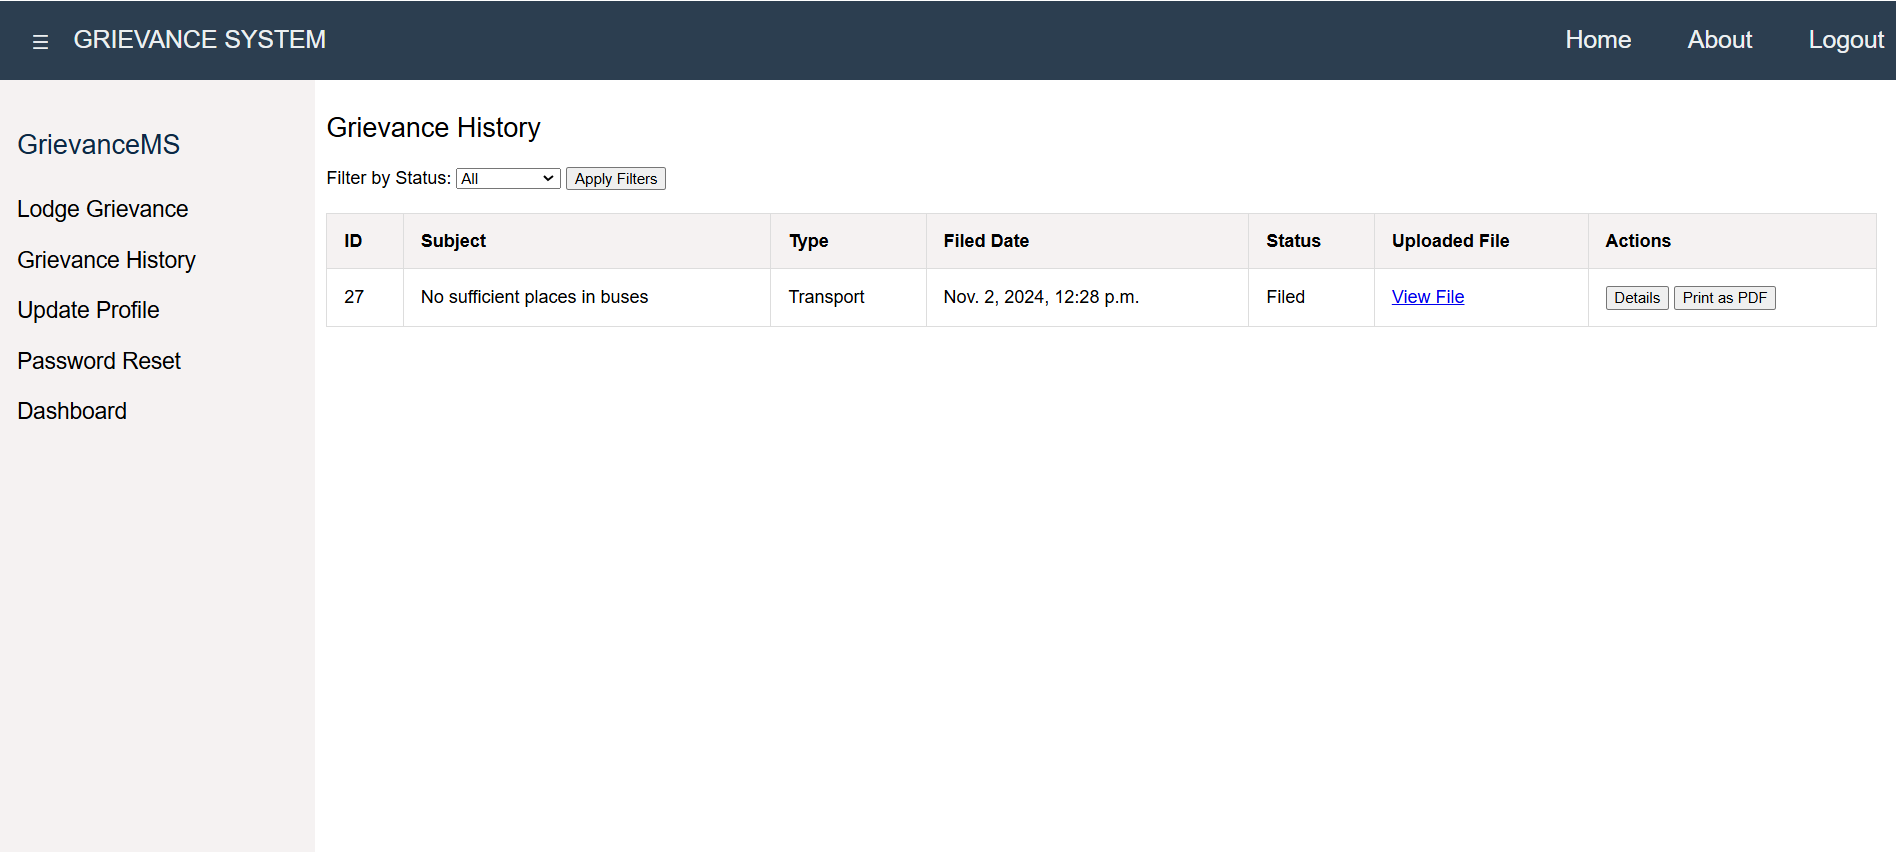 ☰ GRIEVANCE SYSTEM Home About Logout
GrievanceMS
Lodge Grievance
Grievance History
Update Profile
Password Reset
Dashboard
Grievance History
Filter by Status: All Apply Filters
ID Subject Type Filed Date Status Uploaded File Actions
27 No sufficient places in buses Transport Nov. 2, 2024, 12:28 p.m. Filed View File Details Print as PDF